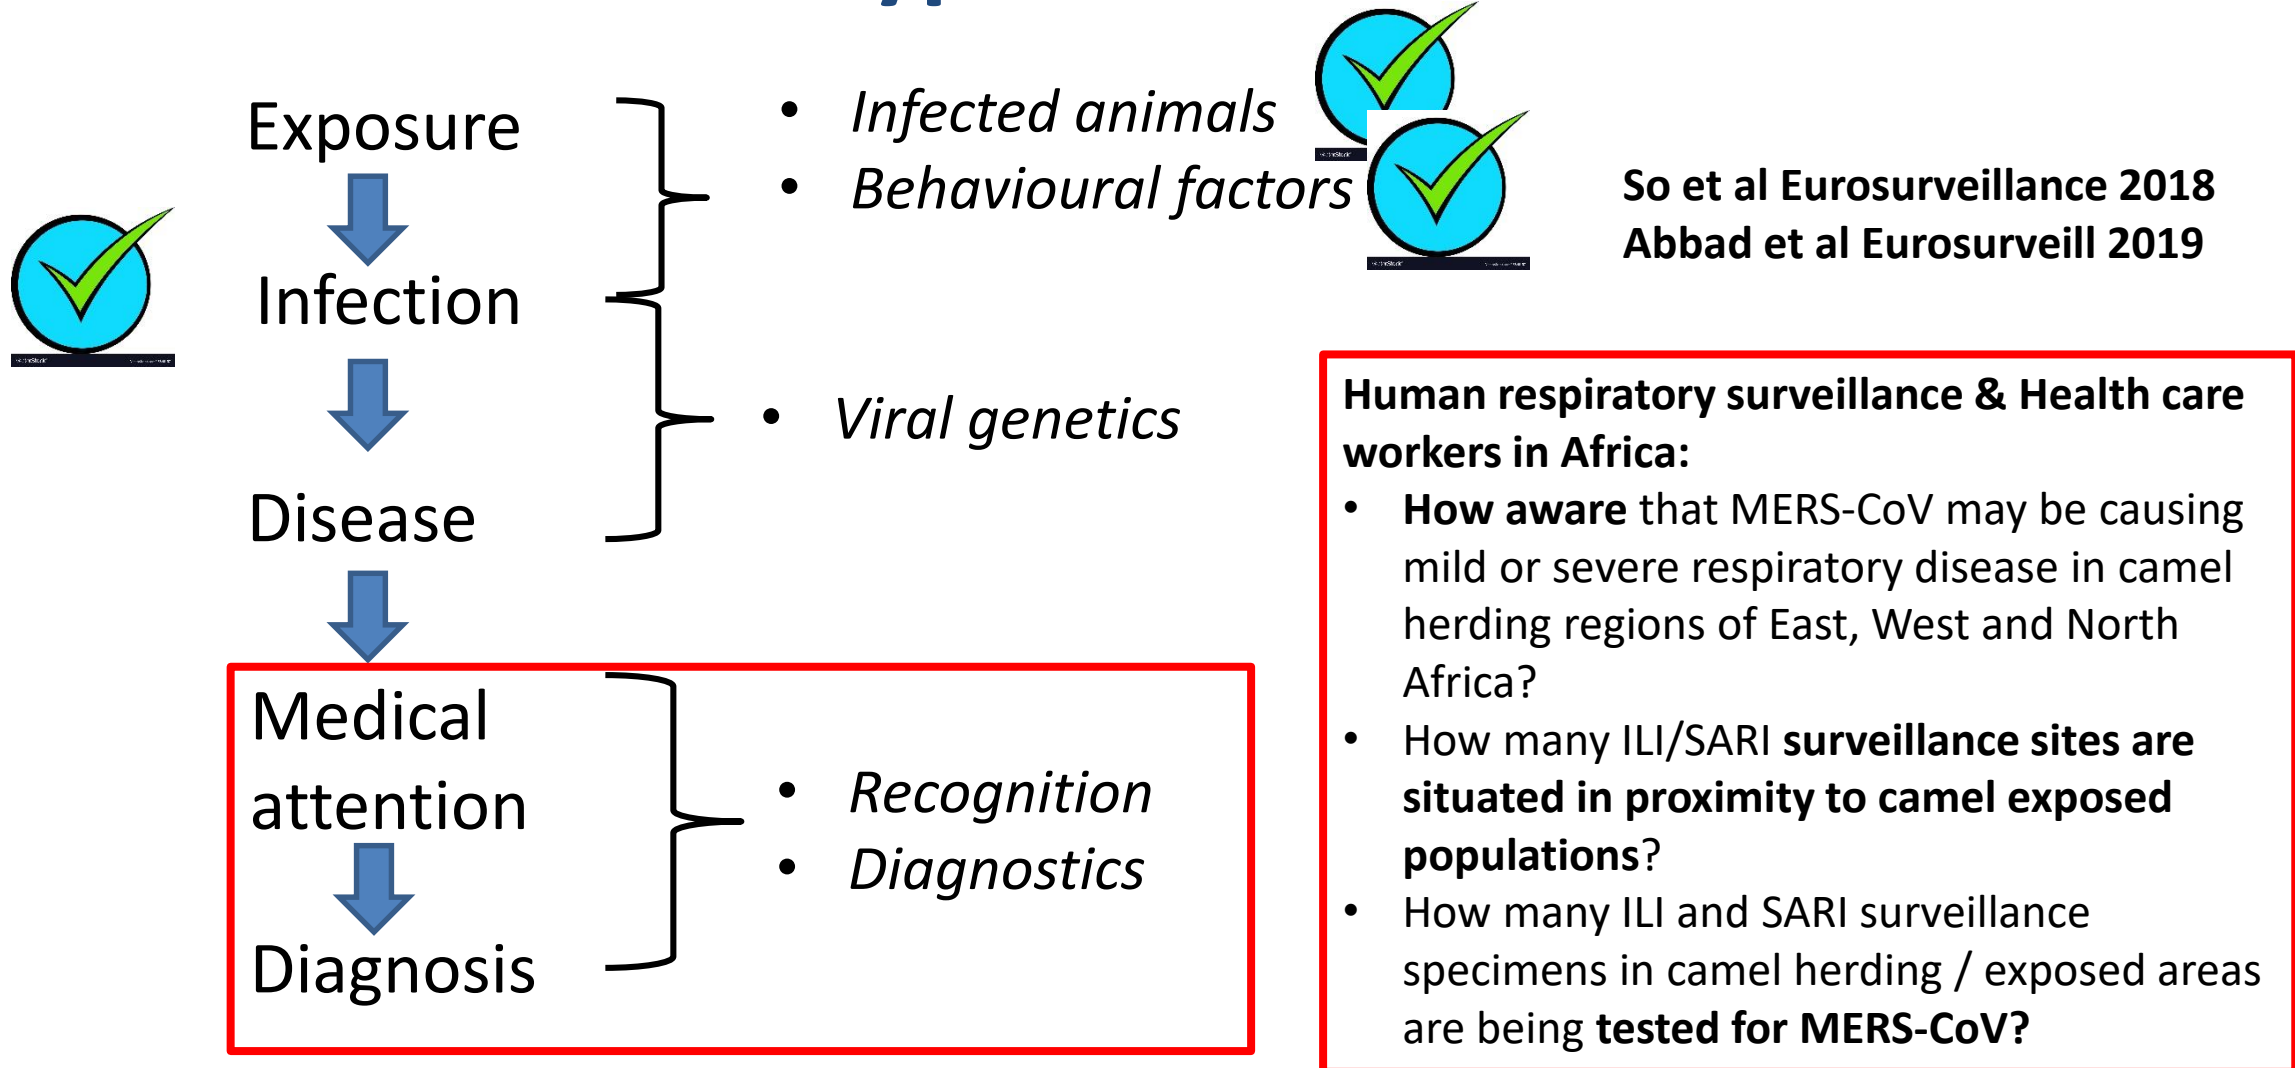 Exposure
Infection
Disease
Medical
attention
Diagnosis
• Infected animals
• Behavioural factors
• Viral genetics
• Recognition
• Diagnostics
So et al Eurosurveillance 2018
Abbad et al Eurosurveill 2019
Human respiratory surveillance & Health care
workers in Africa:
• How aware that MERS-CoV may be causing
mild or severe respiratory disease in camel
herding regions of East, West and North
Africa?
• How many ILI/SARI surveillance sites are
situated in proximity to camel exposed
populations?
• How many ILI and SARI surveillance
specimens in camel herding / exposed areas
are being tested for MERS-CoV?